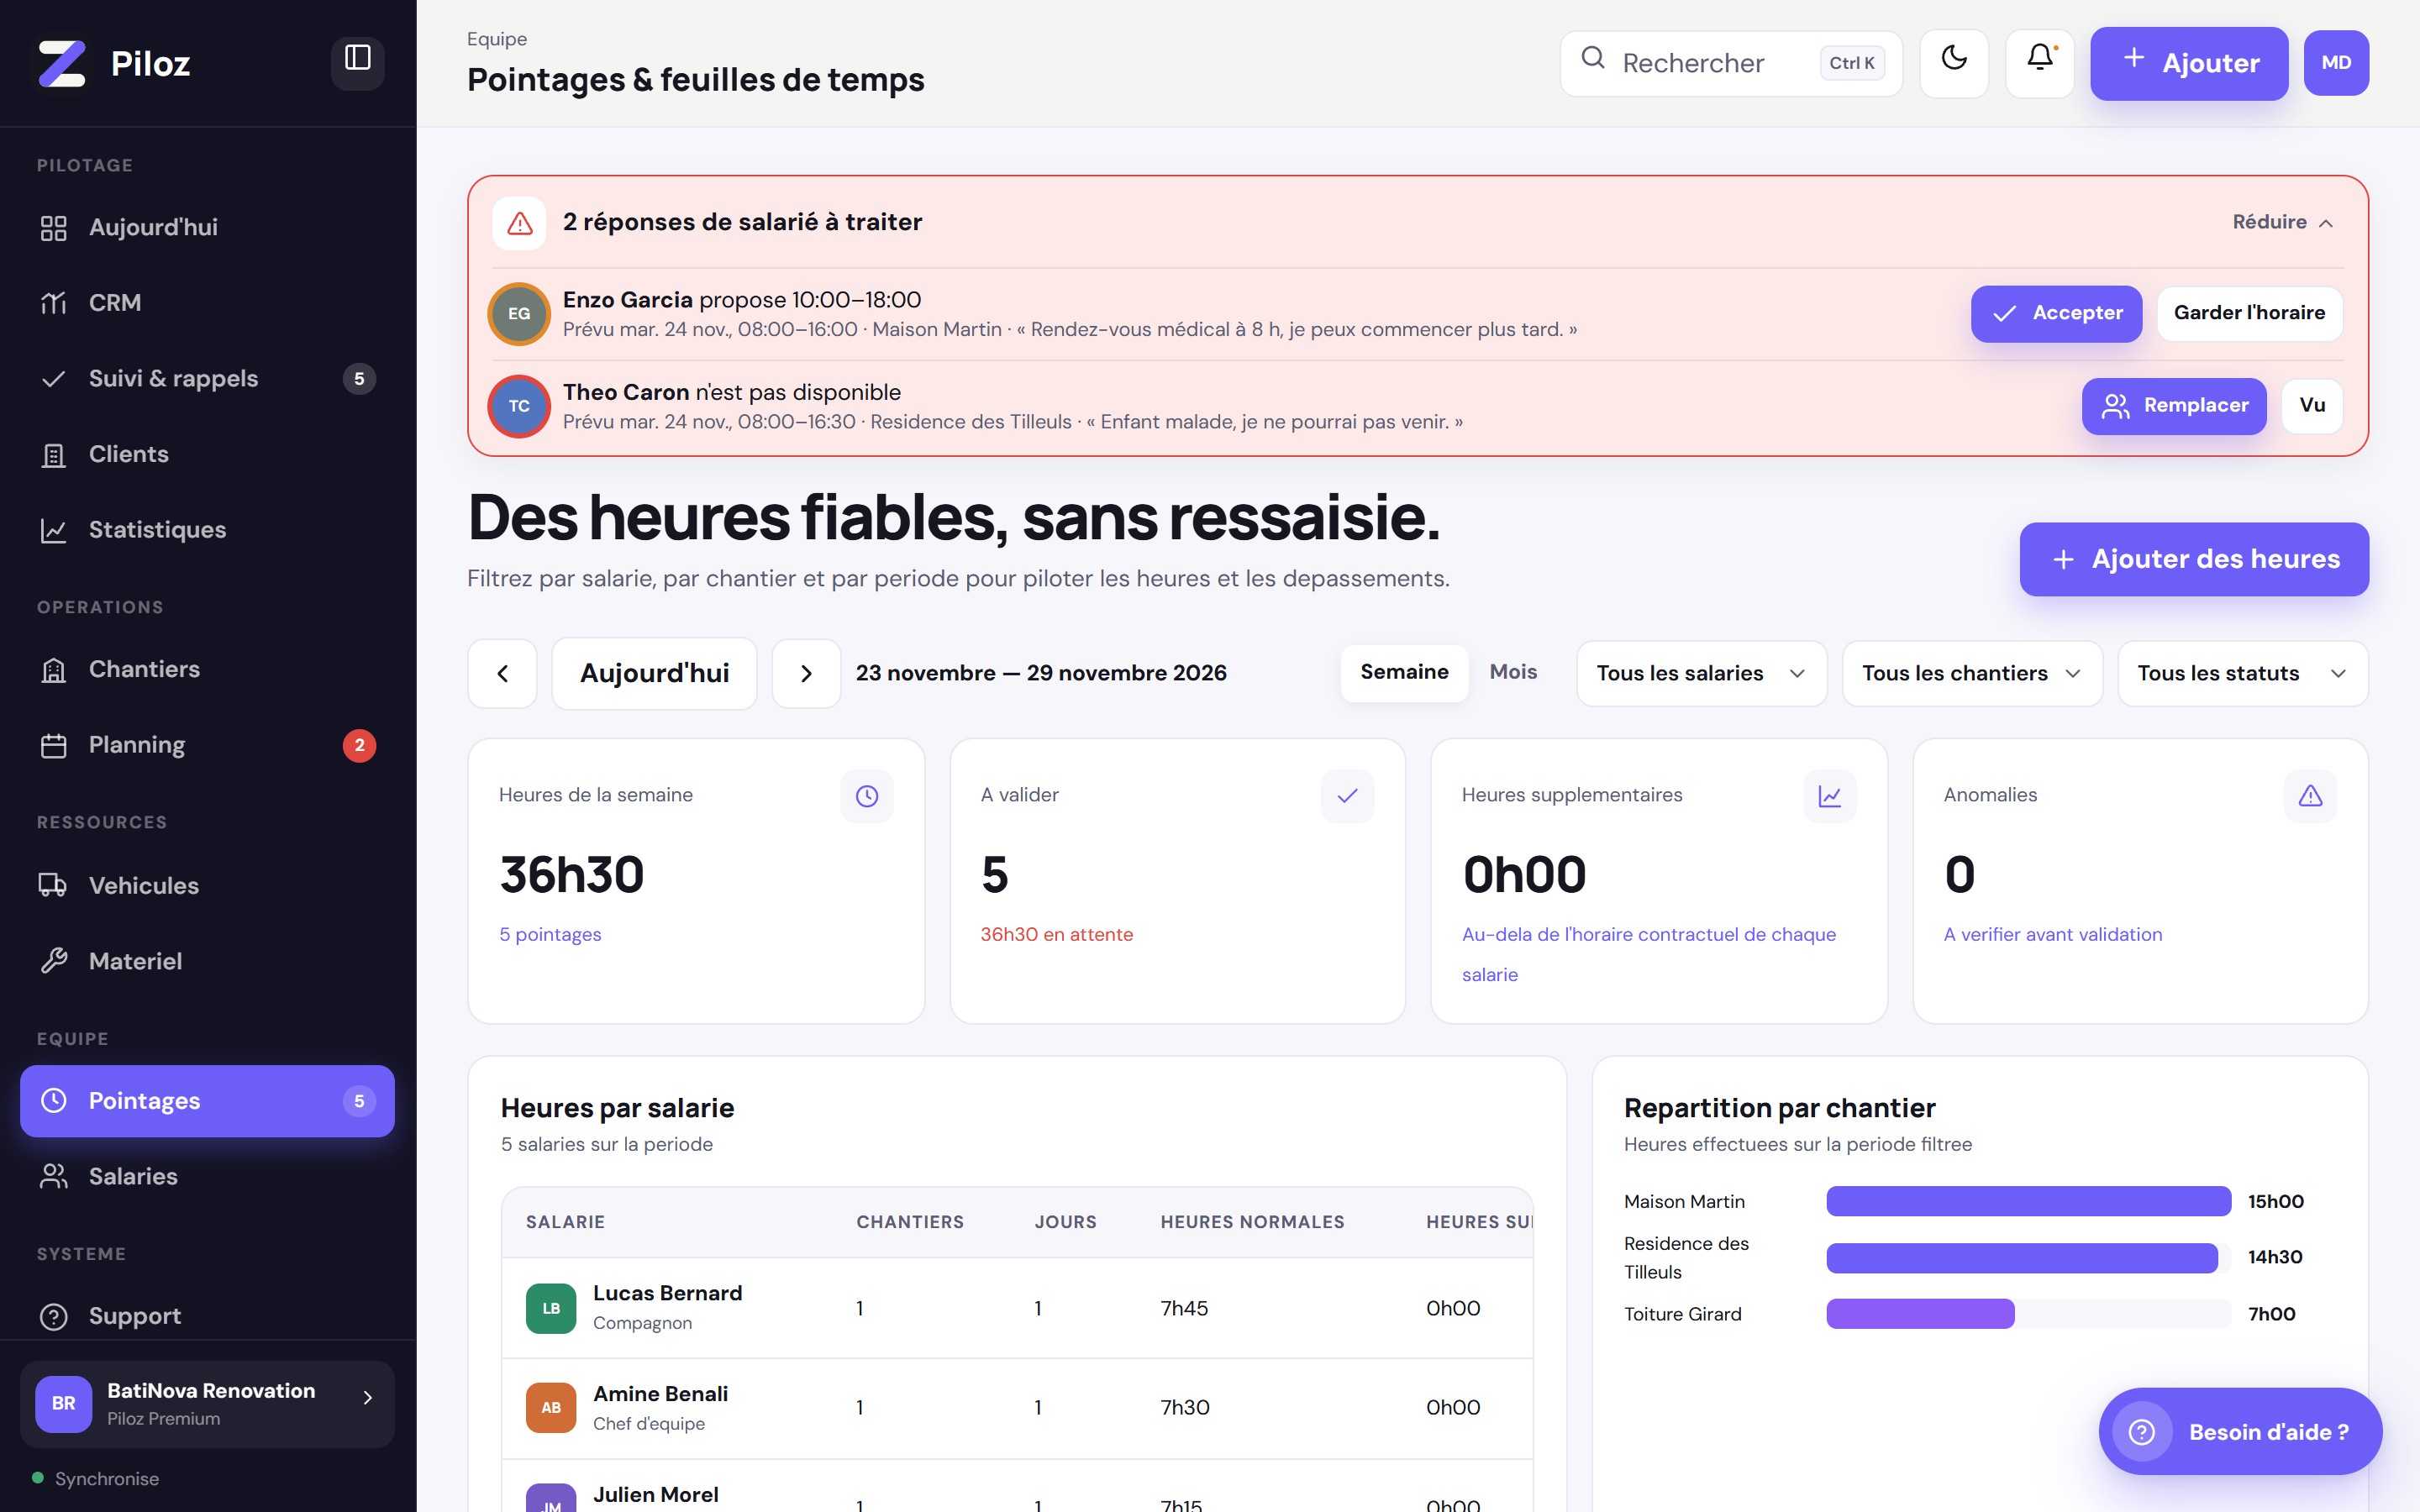 Piloz
PILOTAGE
Aujourd'hui
CRM
Suivi & rappels 5
Clients
Statistiques
OPERATIONS
Chantiers
Planning 2
RESSOURCES
Vehicules
Materiel
EQUIPE
Pointages 5
Salaries
SYSTEME
Support
BR
BatiNova Renovation
Piloz Premium
Synchronise
Equipe
Pointages & feuilles de temps
Rechercher Ctrl K
Ajouter
MD
2 réponses de salarié à traiter
Réduire
EG
Enzo Garcia propose 10:00–18:00
Prévu mar. 24 nov., 08:00–16:00 · Maison Martin · « Rendez-vous médical à 8 h, je peux commencer plus tard. »
Accepter
Garder l'horaire
TC
Theo Caron n'est pas disponible
Prévu mar. 24 nov., 08:00–16:30 · Residence des Tilleuls · « Enfant malade, je ne pourrai pas venir. »
Remplacer
Vu
Des heures fiables, sans ressaisie.
Filtrez par salarie, par chantier et par periode pour piloter les heures et les depassements.
Ajouter des heures
Aujourd'hui
23 novembre — 29 novembre 2026
Semaine
Mois
Tous les salaries
Tous les chantiers
Tous les statuts
Heures de la semaine
36h30
5 pointages
A valider
5
36h30 en attente
Heures supplementaires
0h00
Au-dela de l'horaire contractuel de chaque
salarie
Anomalies
0
A verifier avant validation
Heures par salarie
5 salaries sur la periode
SALARIE CHANTIERS JOURS HEURES NORMALES HEURES
LB
Lucas Bernard
Compagnon
1 1 7h45 0h00
AB
Amine Benali
Chef d'equipe
1 1 7h30 0h00
JM
Julien Morel
1 1 7h15 0h00
Repartition par chantier
Heures effectuees sur la periode filtree
Maison Martin 15h00
Residence des
Tilleuls
14h30
Toiture Girard 7h00
Besoin d'aide ?